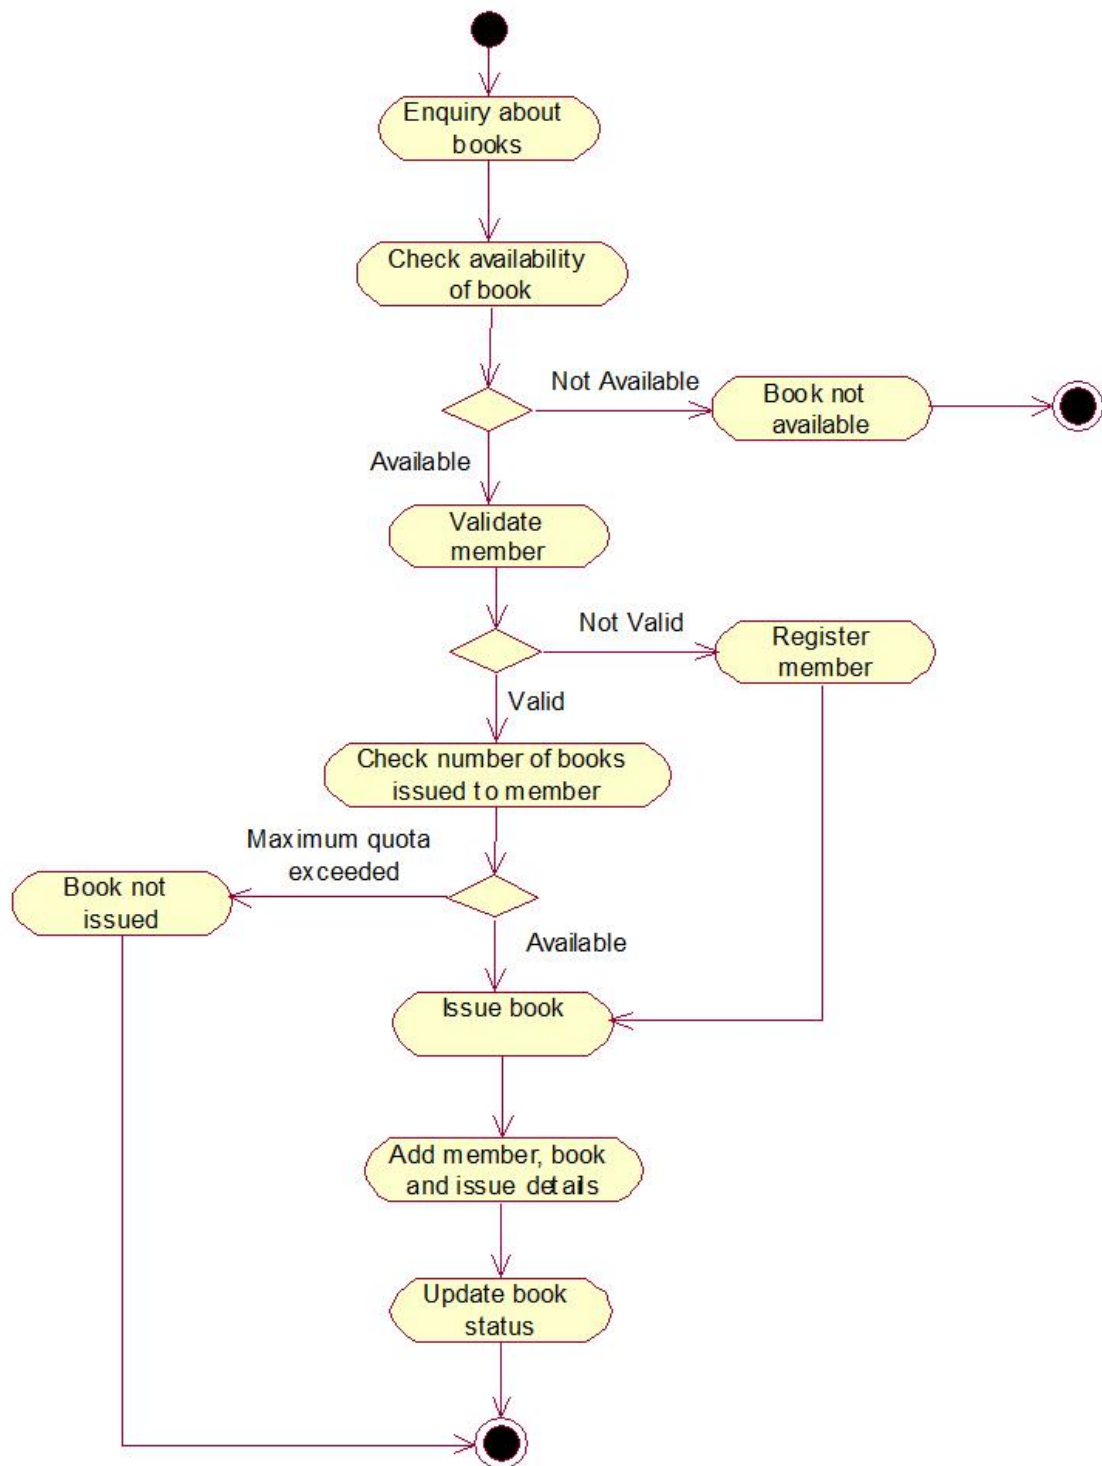 Enquiry about
books
Check availability
of book
Not Available
Book not
available
Available
Validate
member
Not Valid
Register
member
Valid
Check number of books
issued to member
Maximum quota
exceeded
Book not
issued
Available
Issue book
Add member, book
and issue details
Update book
status